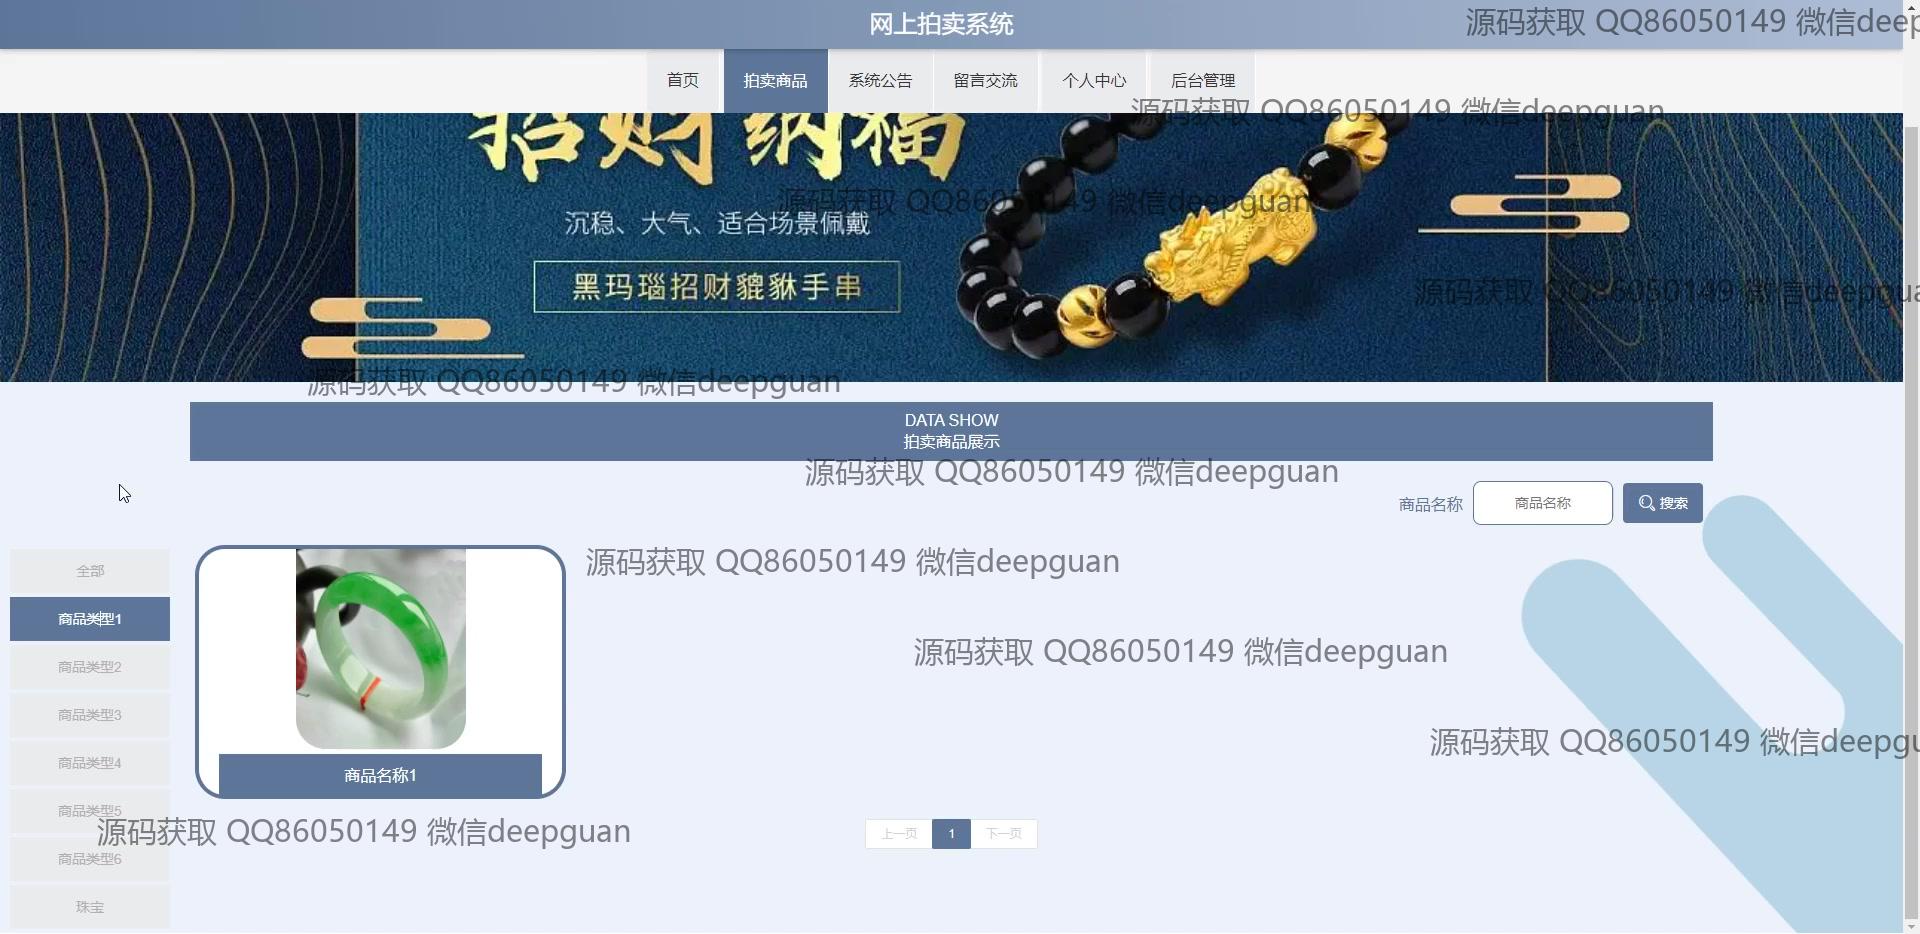 网上拍卖系统
源码获取 QQ86050149 微信deep
首页
拍卖商品
系统公告
留言交流
个人中心
后台管理
源码获取 QQ86050149 微信deepguan
招财纳福
源码获取 QQ86050149 微信deepguan
沉稳、大气、适合场景佩戴
黑玛瑙招财貔貅手串
源码获取 QQ86050149 微信deepgua
源码获取 QQ86050149 微信deepguan
DATA SHOW
拍卖商品展示
源码获取 QQ86050149 微信deepguan
商品名称
商品名称
搜索
源码获取 QQ86050149 微信deepguan
全部
商品类型1
商品类型2
商品类型3
商品类型4
商品类型5
商品类型6
珠宝
源码获取 QQ86050149 微信deepguan
源码获取 QQ86050149 微信deepgu
商品名称1
源码获取 QQ86050149 微信deepguan
上一页
1
下一页